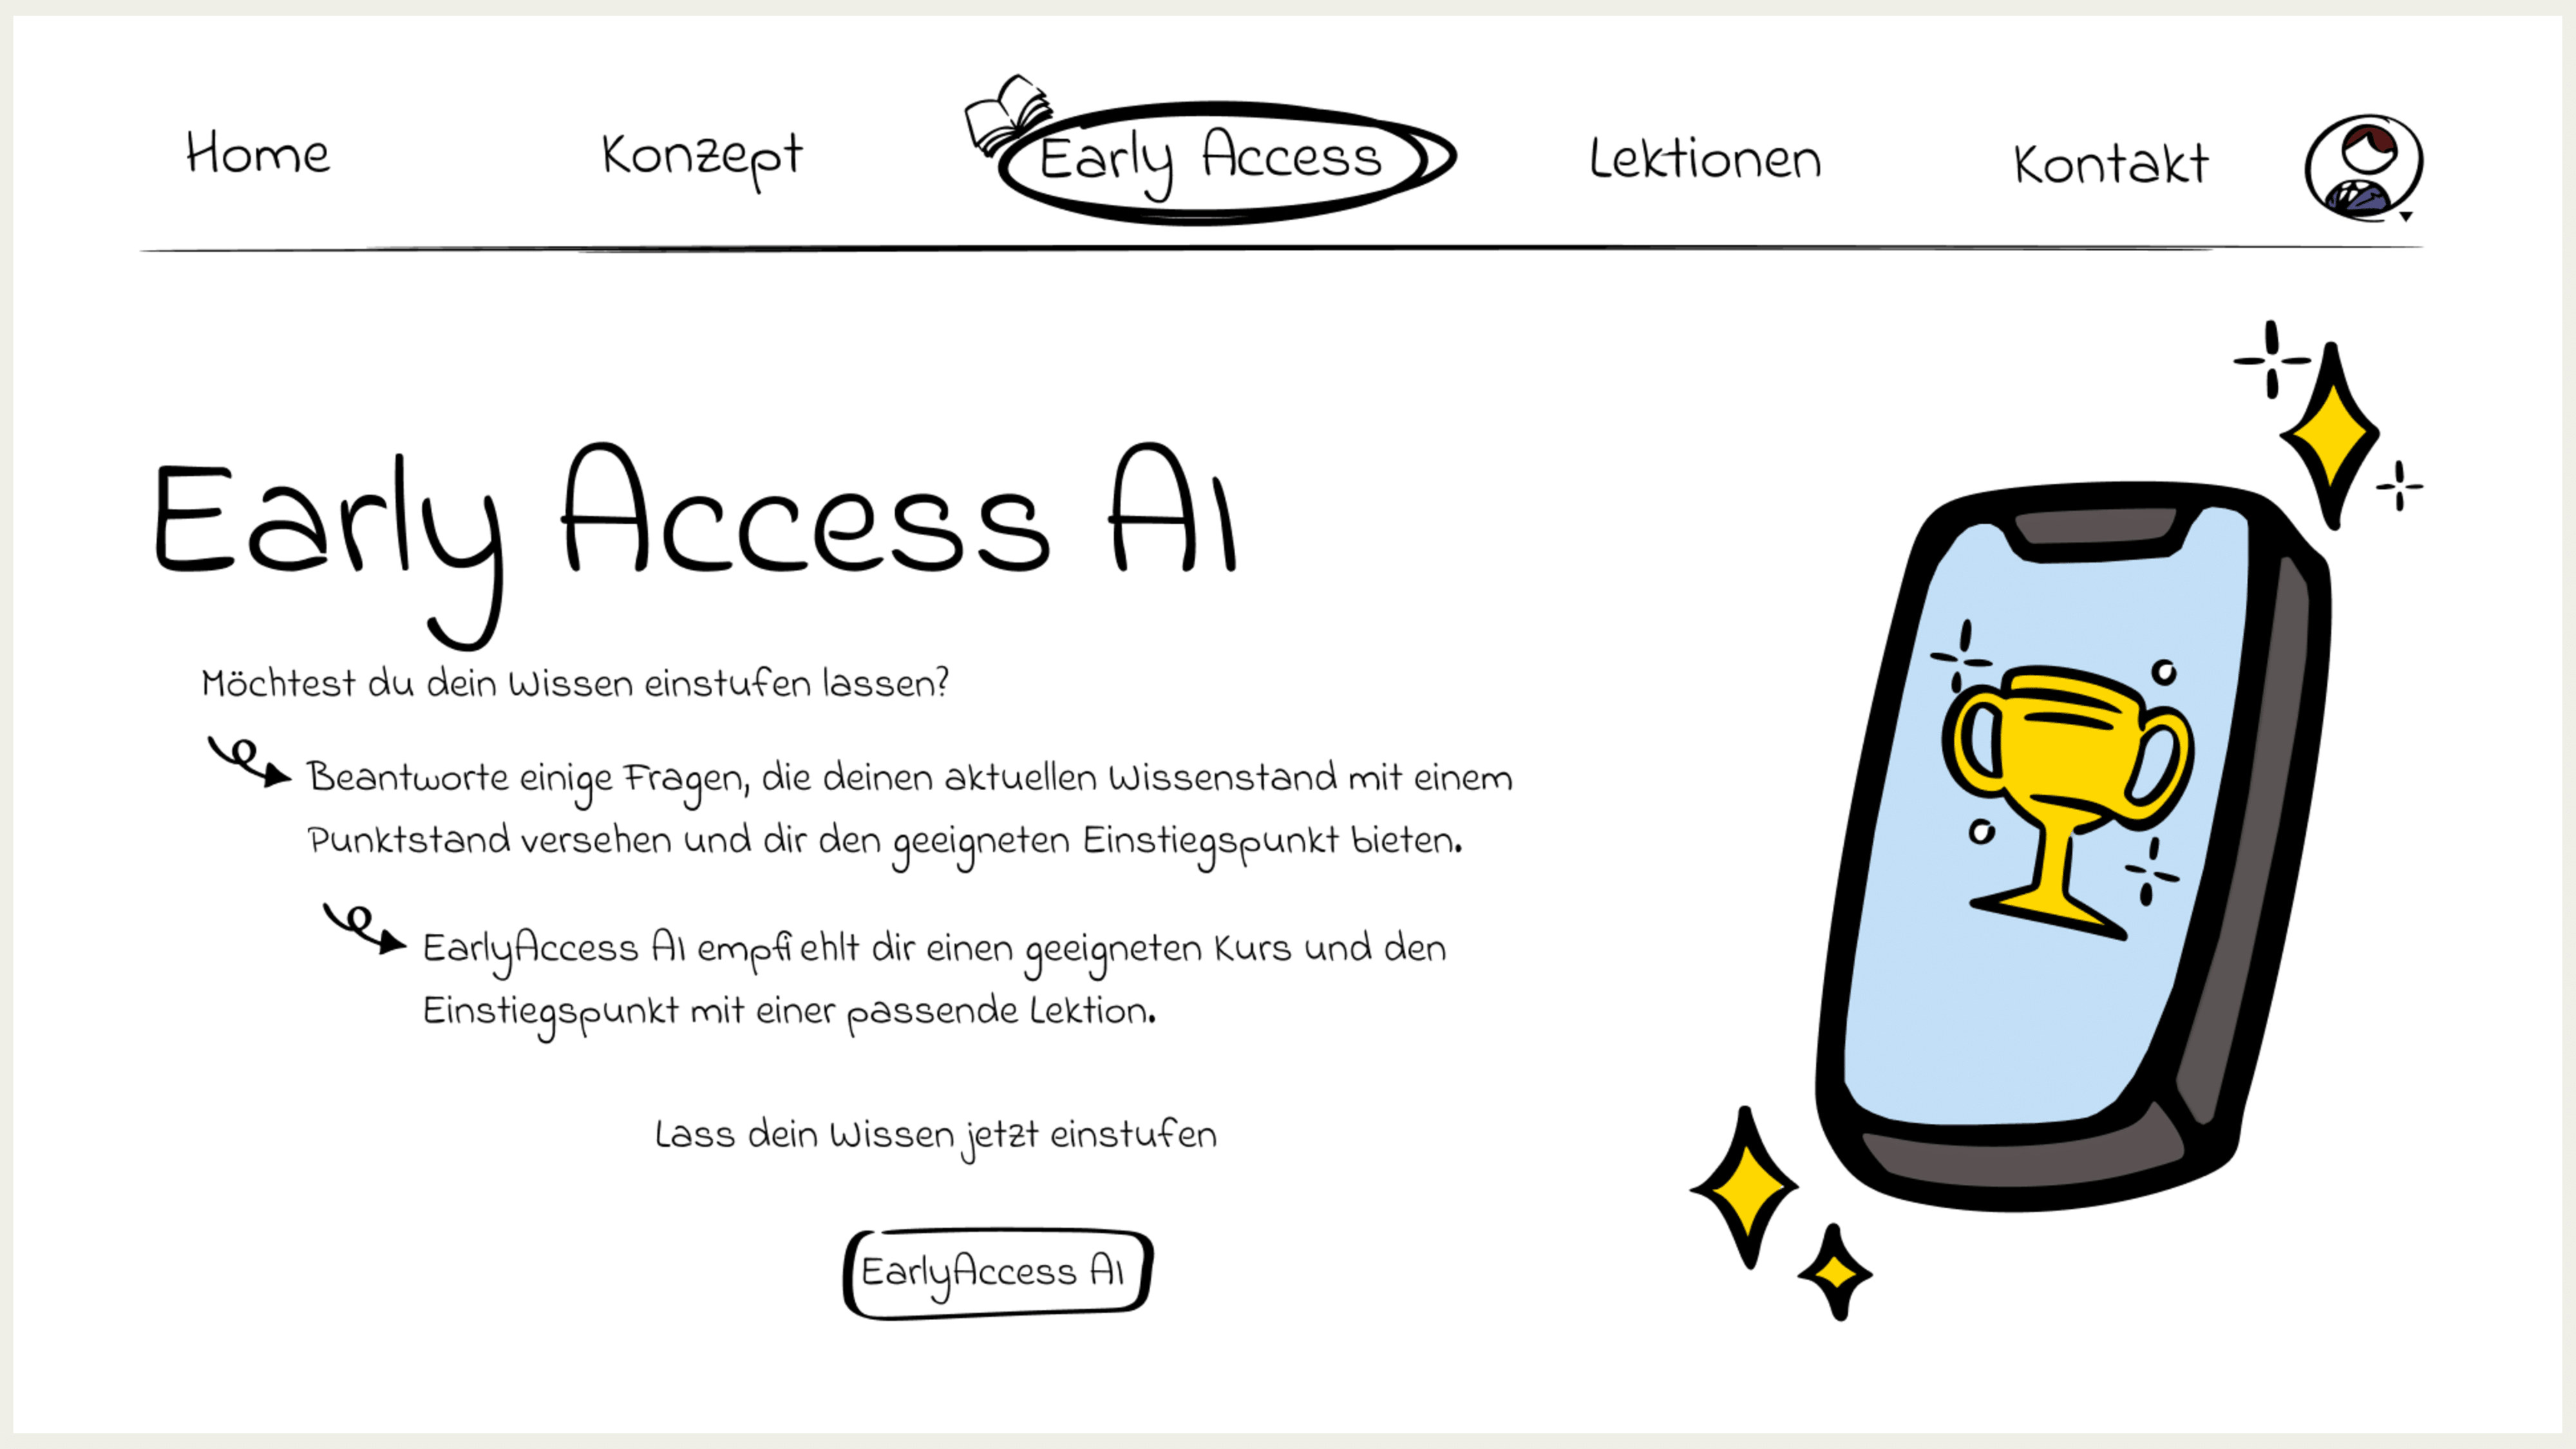 Home
Konzept
Early Access
Lektionen
Kontakt
Early Access AI
Möchtest du dein Wissen einstufen lassen?
Beantworte einige Fragen, die deinen aktuellen Wissenstand mit einem
Punktstand versehen und dir den geeigneten Einstiegspunkt bieten.
EarlyAccess AI empfiehlt dir einen geeigneten Kurs und den
Einstiegspunkt mit einer passende Lektion.
Lass dein Wissen jetzt einstufen
EarlyAccess AI